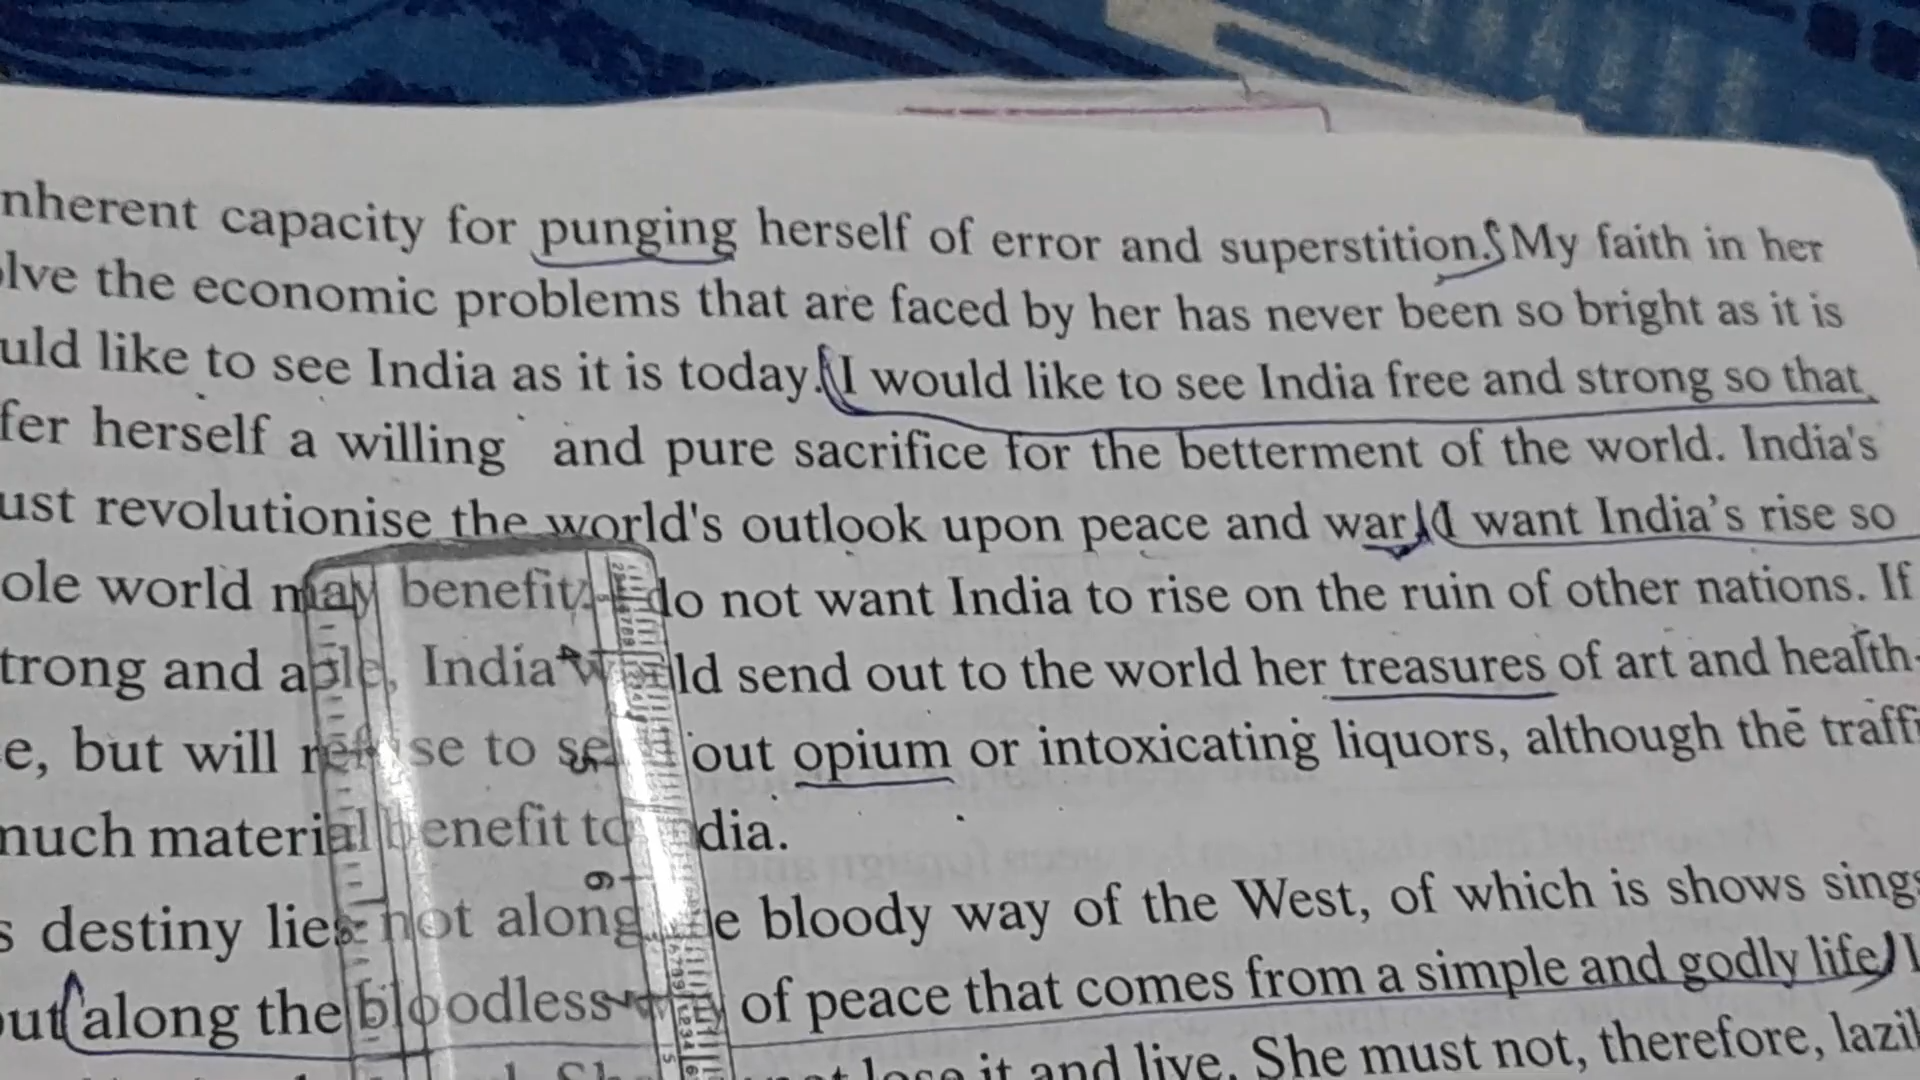 nherent capacity for punging herself of error and superstition. My faith in her
lve the economic problems that are faced by her has never been so bright as it is
uld like to see India as it is today. I would like to see India free and strong so that
fer herself a willing and pure sacrifice for the betterment of the world. India's
ust revolutionise the world's outlook upon peace and war. I want India's rise so
ole world may benefit. do not want India to rise on the ruin of other nations. If
trong and able, India ld send out to the world her treasures of art and health-
e, but will refuse to out opium or intoxicating liquors, although the traffi
much material benefit to dia.
s destiny lies not along e bloody way of the West, of which is shows sings
out along the bloodless of peace that comes from a simple and godly life
lose it and live. She must not, therefore, lazil